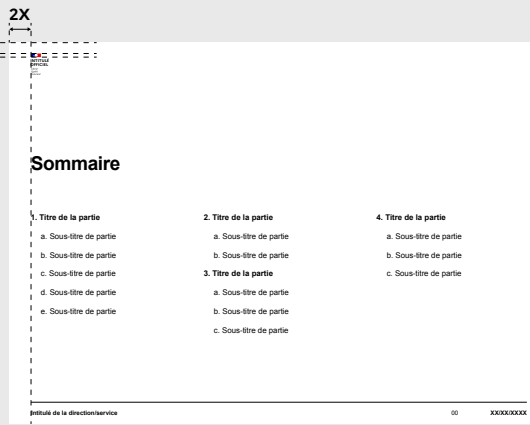 2X
INTITULÉ
OFFICIEL
Sommaire
1. Titre de la partie
a. Sous-titre de partie
b. Sous-titre de partie
c. Sous-titre de partie
d. Sous-titre de partie
e. Sous-titre de partie
2. Titre de la partie
a. Sous-titre de partie
b. Sous-titre de partie
3. Titre de la partie
a. Sous-titre de partie
b. Sous-titre de partie
c. Sous-titre de partie
4. Titre de la partie
a. Sous-titre de partie
b. Sous-titre de partie
c. Sous-titre de partie
Intitulé de la direction/service
00
XX/XX/XXXX